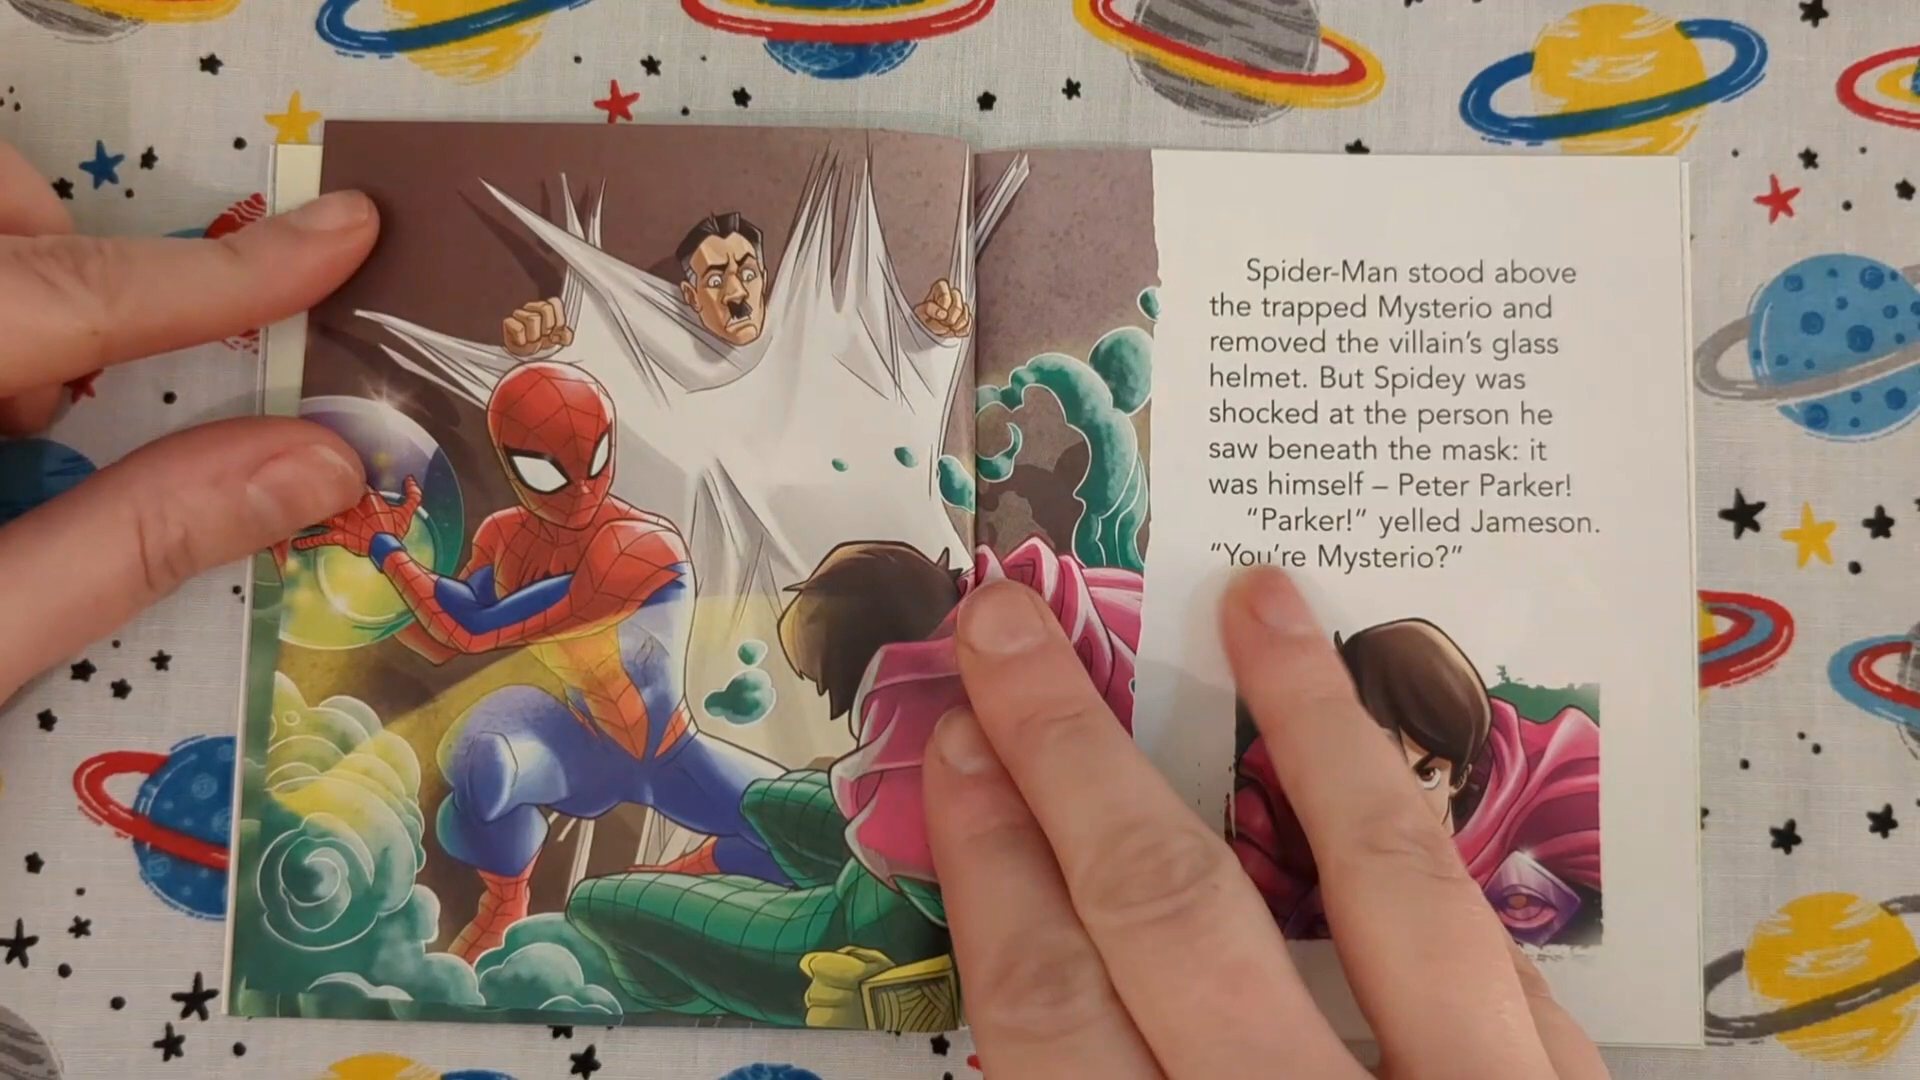 Spider-Man stood above
the trapped Mysterio and
removed the villain's glass
helmet. But Spidey was
shocked at the person he
saw beneath the mask: it
was himself – Peter Parker!
“Parker!” yelled Jameson.
“You're Mysterio?”